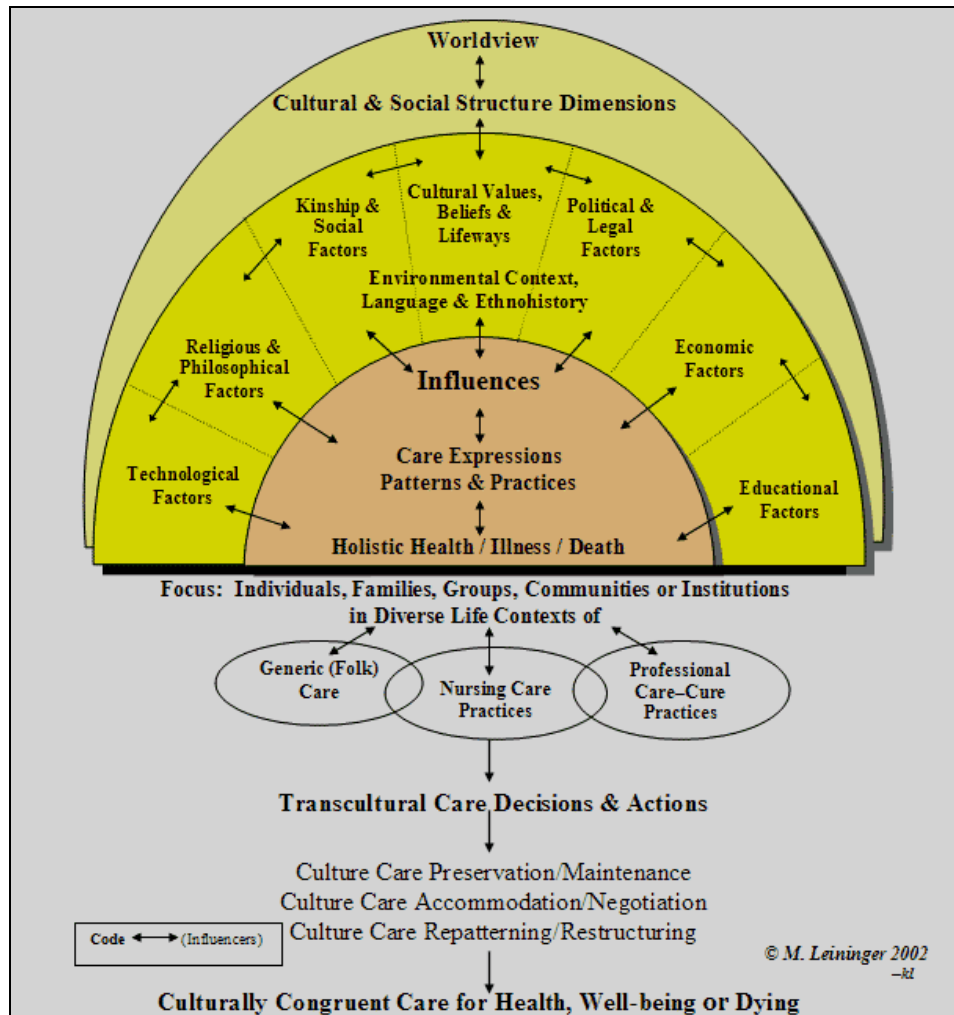 Worldview
Cultural & Social Structure Dimensions
Kinship &
Social
Factors
Cultural Values,
Beliefs &
Lifeways
Political &
Legal
Factors
Environmental Context,
Language & Ethnohistory
Religious &
Philosophical
Factors
Economic
Factors
Technological
Factors
Educational
Factors
Influences
Care Expressions
Patterns & Practices
Holistic Health / Illness / Death
Focus: Individuals, Families, Groups, Communities or Institutions
in Diverse Life Contexts of
Generic (Folk)
Care
Nursing Care
Practices
Professional
Care–Cure
Practices
Transcultural Care Decisions & Actions
Culture Care Preservation/Maintenance
Culture Care Accommodation/Negotiation
Culture Care Repatterning/Restructuring
Code (Influencers)
© M. Leininger 2002
–kl
Culturally Congruent Care for Health, Well-being or Dying